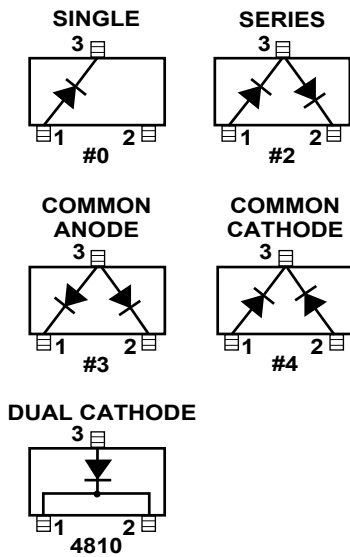 SINGLE
3
1 2
#0
SERIES
3
1 2
#2
COMMON
ANODE
3
1 2
#3
COMMON
CATHODE
3
1 2
#4
DUAL CATHODE
3
1 2
4810